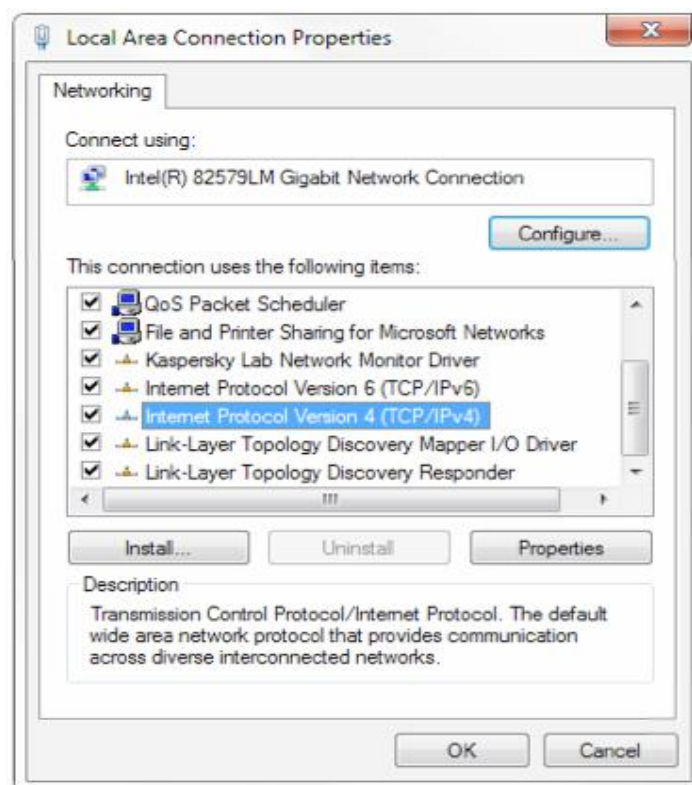 Local Area Connection Properties
Networking
Connect using:
Intel(R) 82579LM Gigabit Network Connection
Configure...
This connection uses the following items:
QoS Packet Scheduler
File and Printer Sharing for Microsoft Networks
Kaspersky Lab Network Monitor Driver
Internet Protocol Version 6 (TCP/IPv6)
Internet Protocol Version 4 (TCP/IPv4)
Link-Layer Topology Discovery Mapper I/O Driver
Link-Layer Topology Discovery Responder
Install... Uninstall Properties
Description
Transmission Control Protocol/Internet Protocol. The default
wide area network protocol that provides communication
across diverse interconnected networks.
OK Cancel